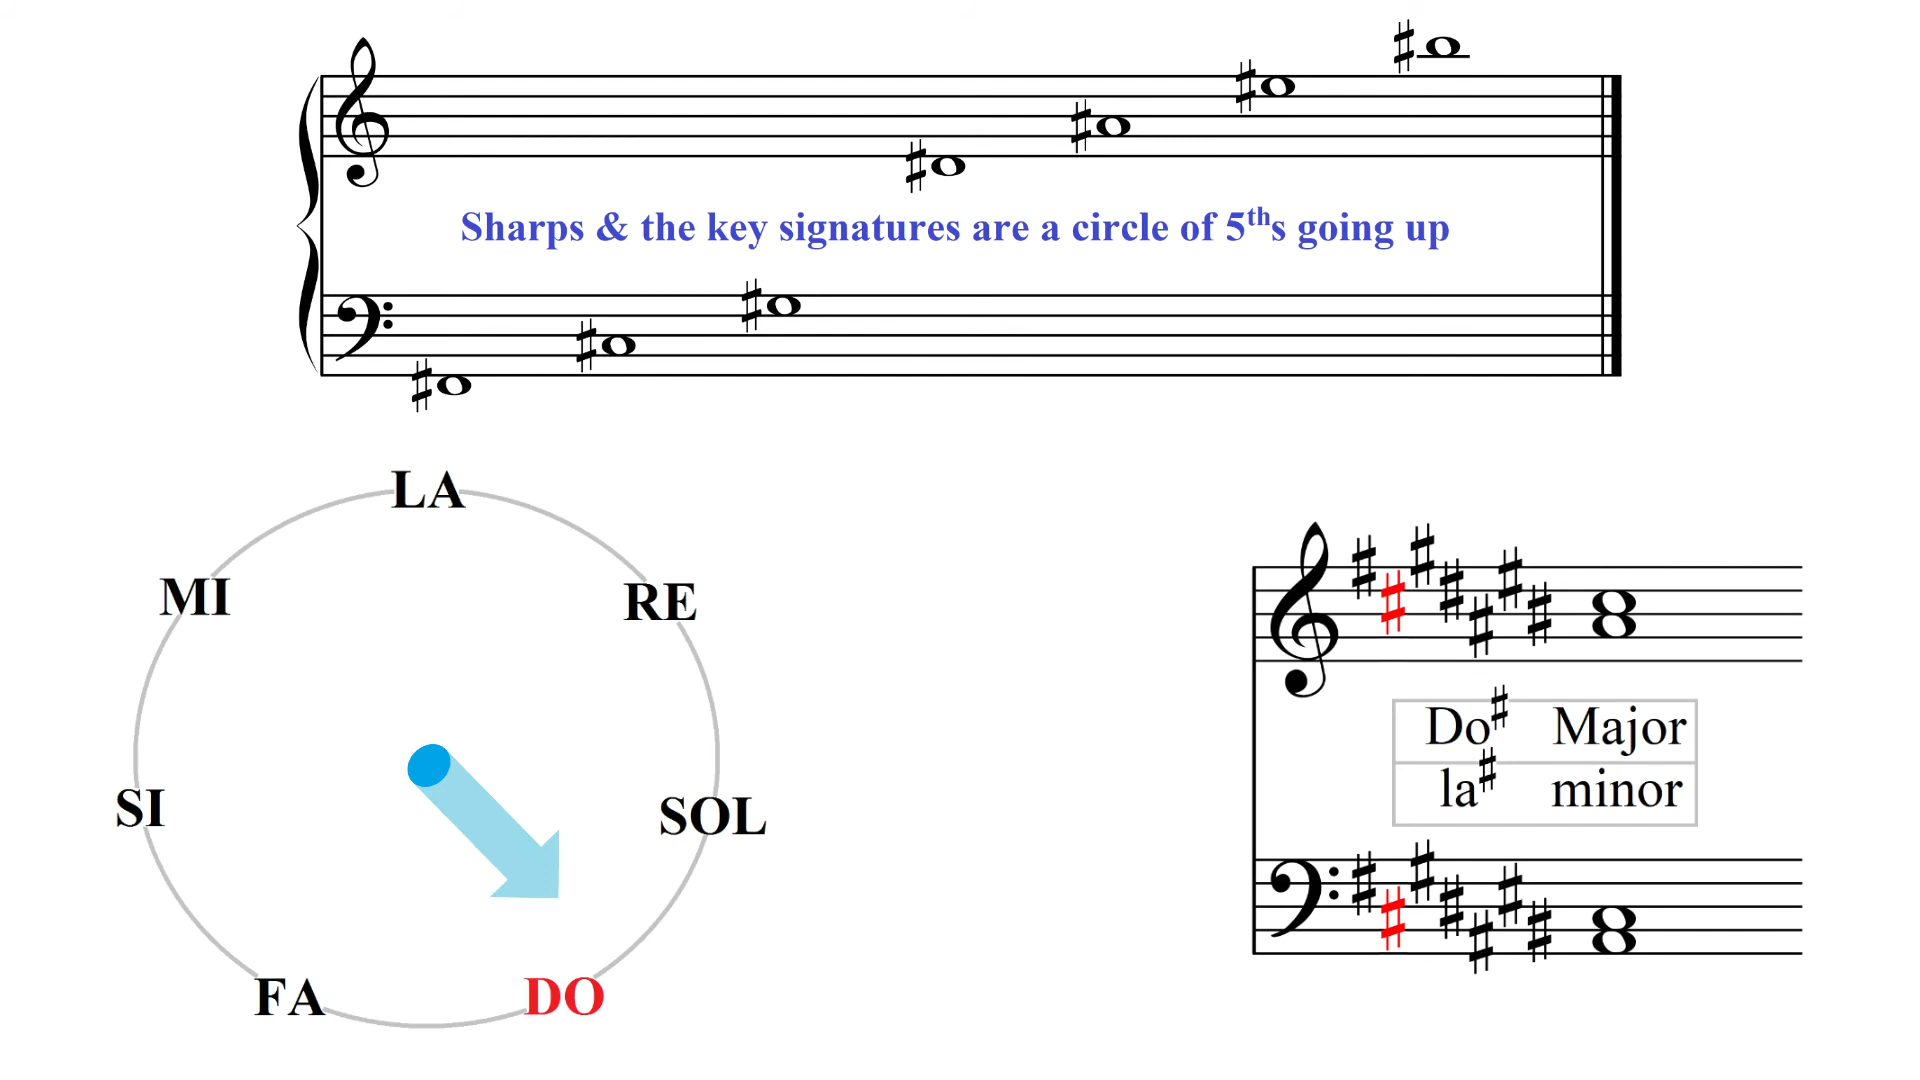 Sharps & the key signatures are a circle of 5ths going up
LA
MI
RE
SI
SOL
FA
DO
Do♯ Major
la♯ minor